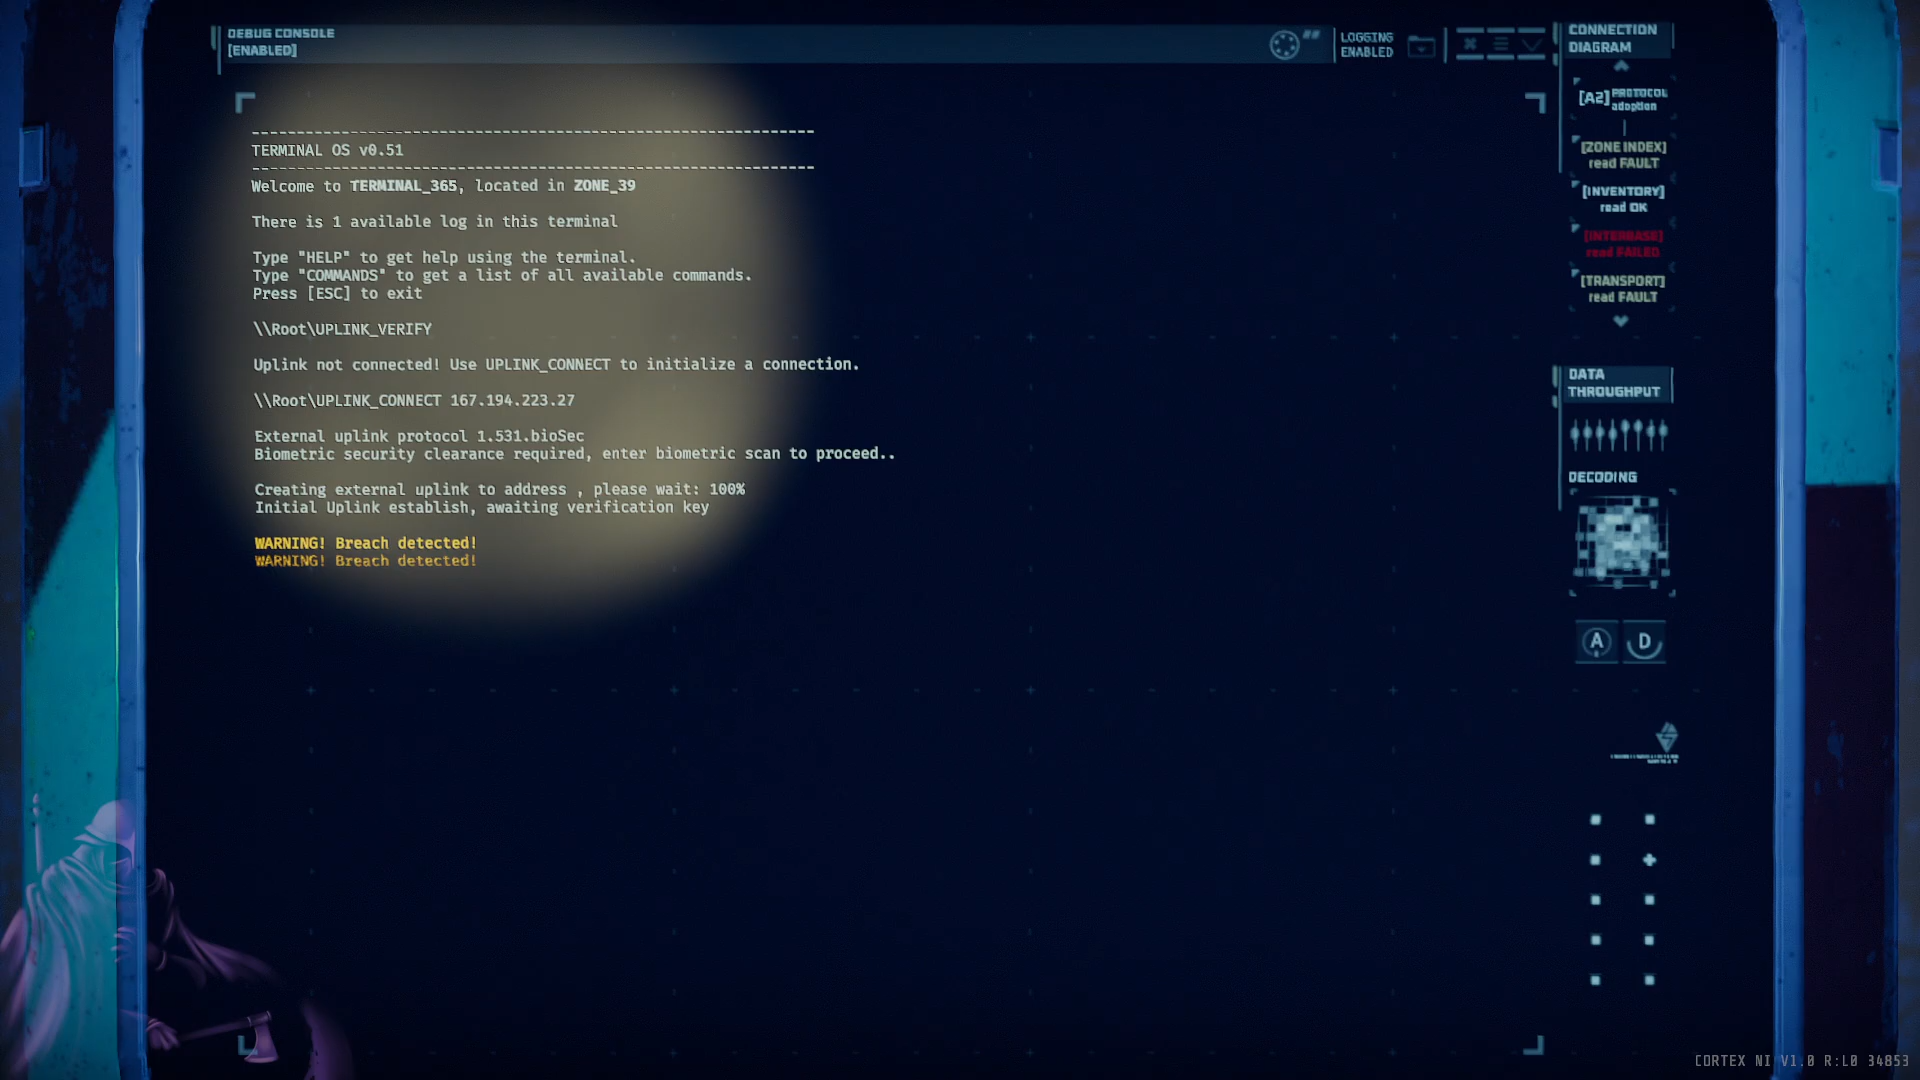 DEBUG CONSOLE
[ENABLED]
LOGGING
ENABLED
--------------------------------------------------------------
TERMINAL OS v0.51
--------------------------------------------------------------
Welcome to TERMINAL_365, located in ZONE_39
There is 1 available log in this terminal
Type "HELP" to get help using the terminal.
Type "COMMANDS" to get a list of all available commands.
Press [ESC] to exit
\\Root\UPLINK_VERIFY
Uplink not connected! Use UPLINK_CONNECT to initialize a connection.
\\Root\UPLINK_CONNECT 167.194.223.27
External uplink protocol 1.531.bioSec
Biometric security clearance required, enter biometric scan to proceed..
Creating external uplink to address , please wait: 100%
Initial Uplink establish, awaiting verification key
WARNING! Breach detected!
WARNING! Breach detected!
CONNECTION
DIAGRAM
[A2] PROTOCOL
adoption
[ZONE INDEX]
read FAULT
[INVENTORY]
read OK
[INTERBASE]
read FAILED
[TRANSPORT]
read FAULT
DATA
THROUGHPUT
DECODING
A D
CORTEX NI V1.0 R:L0 34853